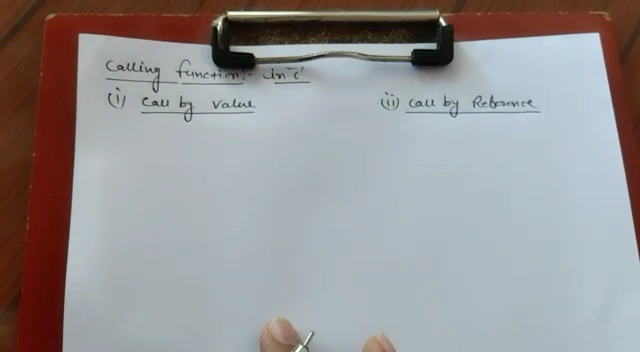 Calling function:- in 'c'
(i) Call by Value
(ii) Call by Reference